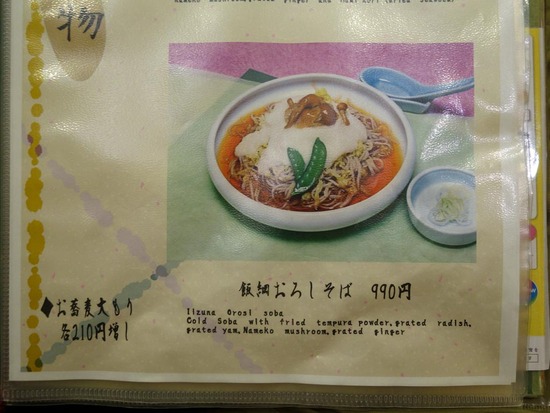 物
飯細おろしそば 990円
Iizuna Orosi soba
Cold Soba with fried tempura powder,grated radish,
grated yam,Nameko mushroom,grated ginger
◆お蕎麦大もり
各210円増し